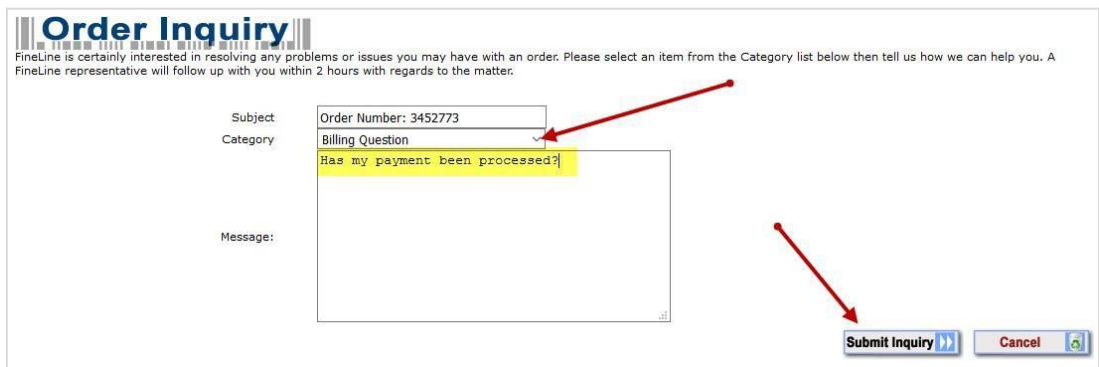 Order Inquiry
FineLine is certainly interested in resolving any problems or issues you may have with an order. Please select an item from the Category list below then tell us how we can help you. A
FineLine representative will follow up with you within 2 hours with regards to the matter.
Subject
Order Number: 3452773
Category
Billing Question
Has my payment been processed?
Message:
Submit Inquiry
Cancel